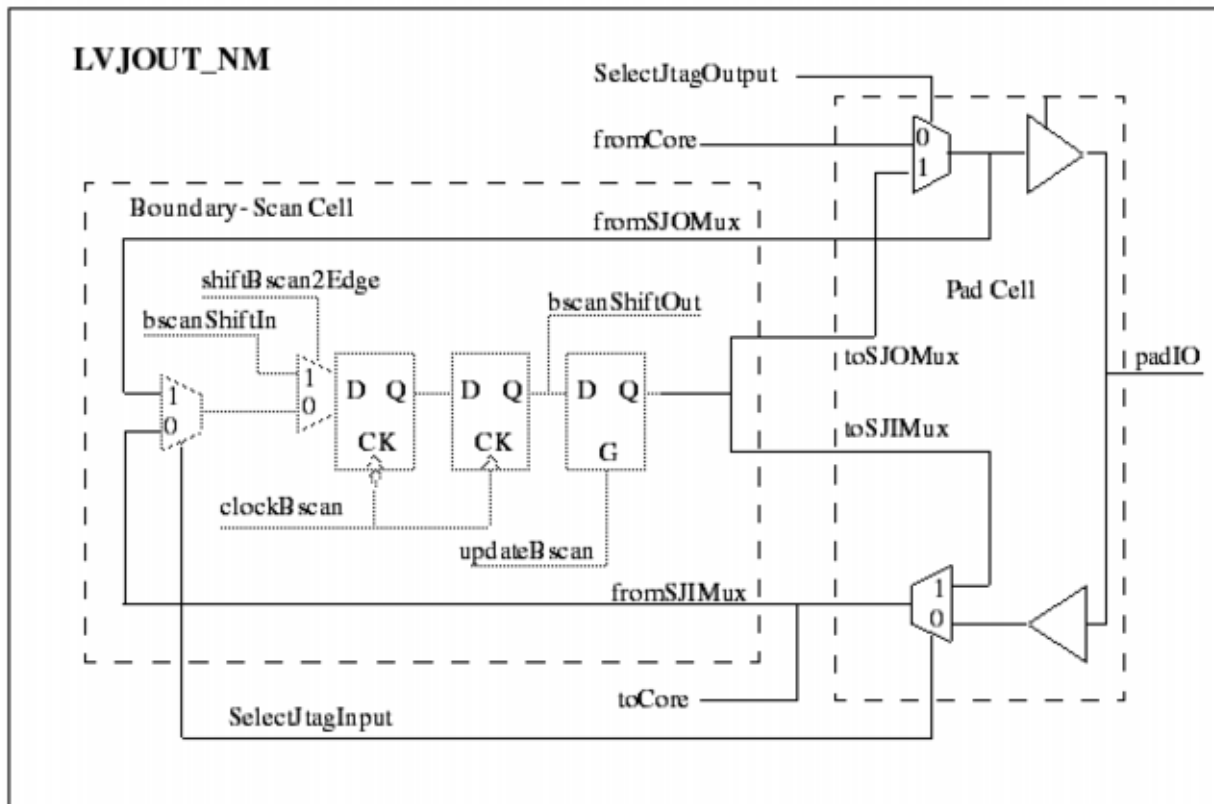 LVJOUT_NM
SelectJtagOutput
fromCore
0
1
Boundary-Scan Cell
fromSJOMux
shiftBscan2Edge
Pad Cell
bscanShiftIn
bscanShiftOut
toSJOMux
padIO
1
0
1
0
D Q
CK
D Q
CK
D Q
G
toSJIMux
clockBscan
updateBscan
fromSJIMux
1
0
toCore
SelectJtagInput